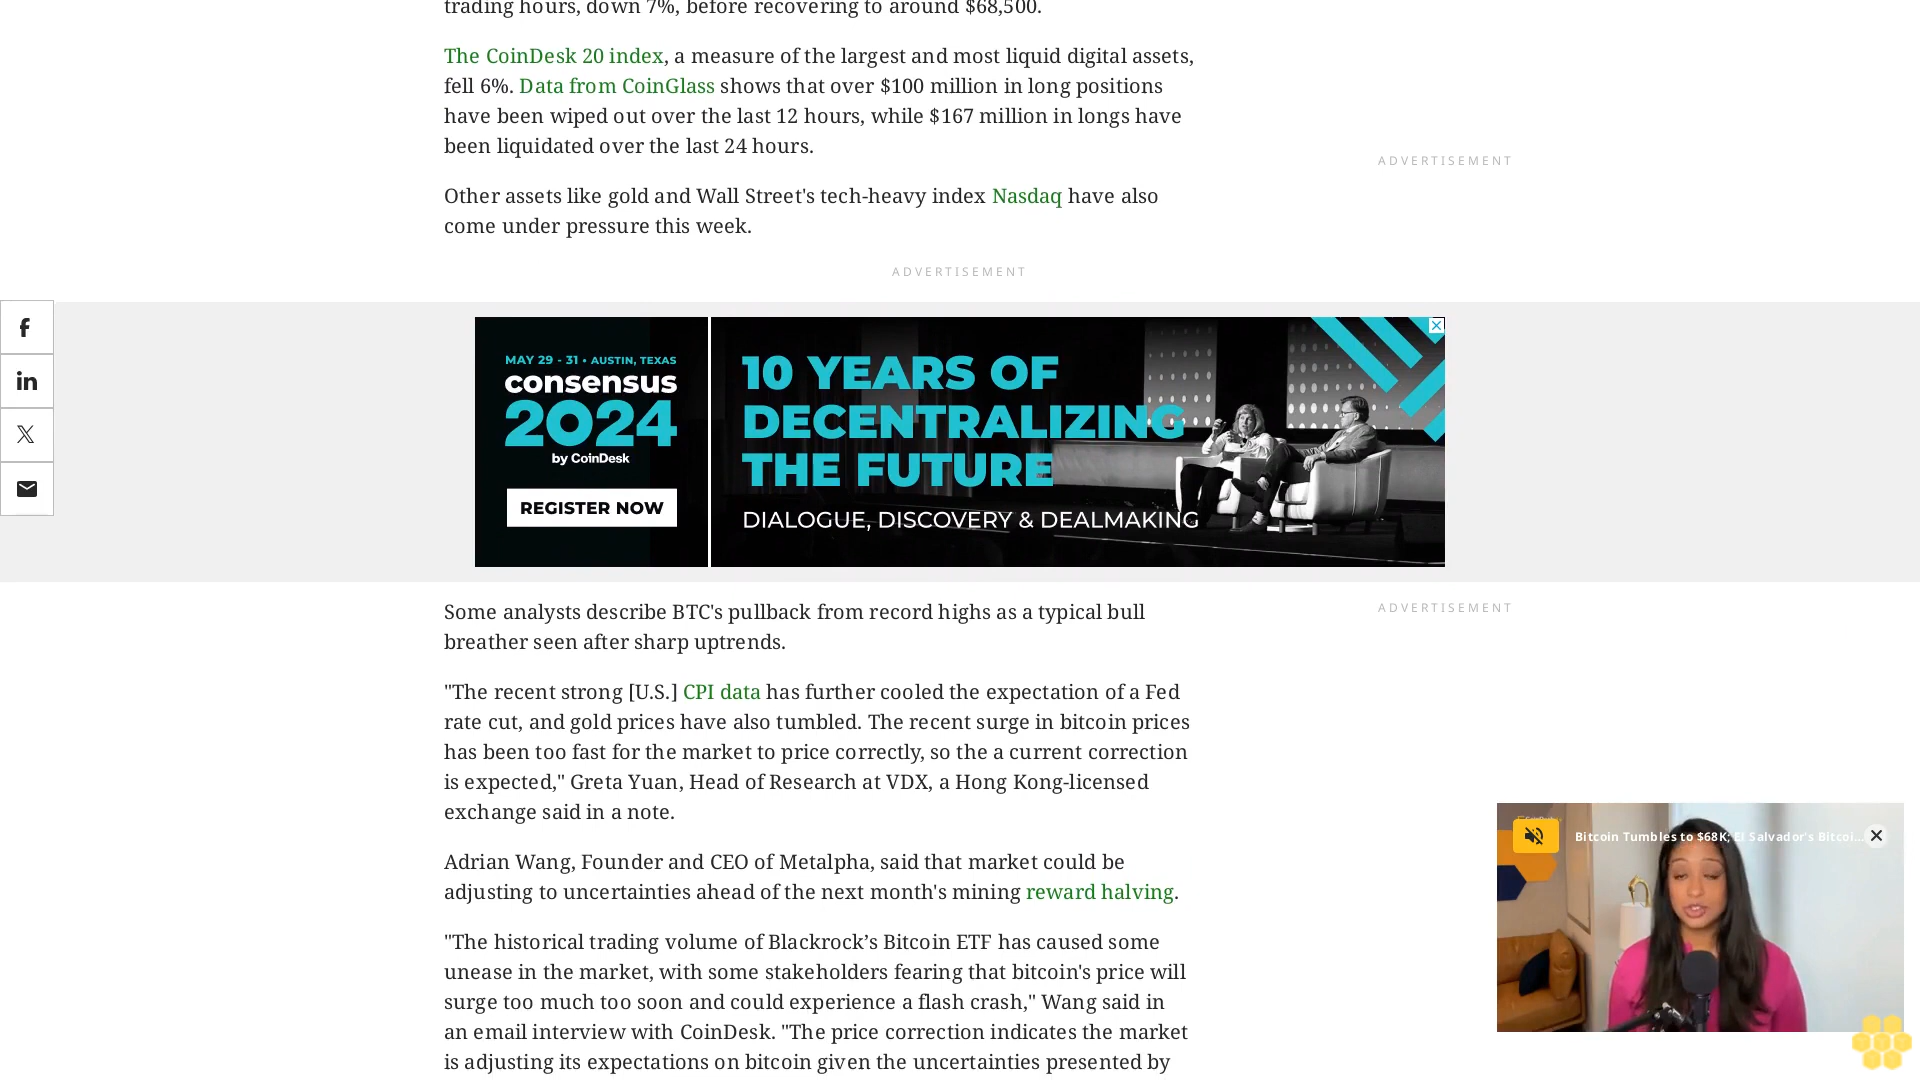 trading hours, down 7%, before recovering to around $68,500.
The CoinDesk 20 index, a measure of the largest and most liquid digital assets,
fell 6%. Data from CoinGlass shows that over $100 million in long positions
have been wiped out over the last 12 hours, while $167 million in longs have
been liquidated over the last 24 hours.
ADVERTISEMENT
Other assets like gold and Wall Street's tech-heavy index Nasdaq have also
come under pressure this week.
ADVERTISEMENT
MAY 29 - 31 • AUSTIN, TEXAS
consensus
2024
by CoinDesk
REGISTER NOW
10 YEARS OF
DECENTRALIZING
THE FUTURE
DIALOGUE, DISCOVERY & DEALMAKING
Some analysts describe BTC's pullback from record highs as a typical bull
breather seen after sharp uptrends.
ADVERTISEMENT
"The recent strong [U.S.] CPI data has further cooled the expectation of a Fed
rate cut, and gold prices have also tumbled. The recent surge in bitcoin prices
has been too fast for the market to price correctly, so the a current correction
is expected," Greta Yuan, Head of Research at VDX, a Hong Kong-licensed
exchange said in a note.
Adrian Wang, Founder and CEO of Metalpha, said that market could be
adjusting to uncertainties ahead of the next month's mining reward halving.
"The historical trading volume of Blackrock’s Bitcoin ETF has caused some
unease in the market, with some stakeholders fearing that bitcoin's price will
surge too much too soon and could experience a flash crash," Wang said in
an email interview with CoinDesk. "The price correction indicates the market
is adjusting its expectations on bitcoin given the uncertainties presented by
Bitcoin Tumbles to $68K; El Salvador's Bitcoi...